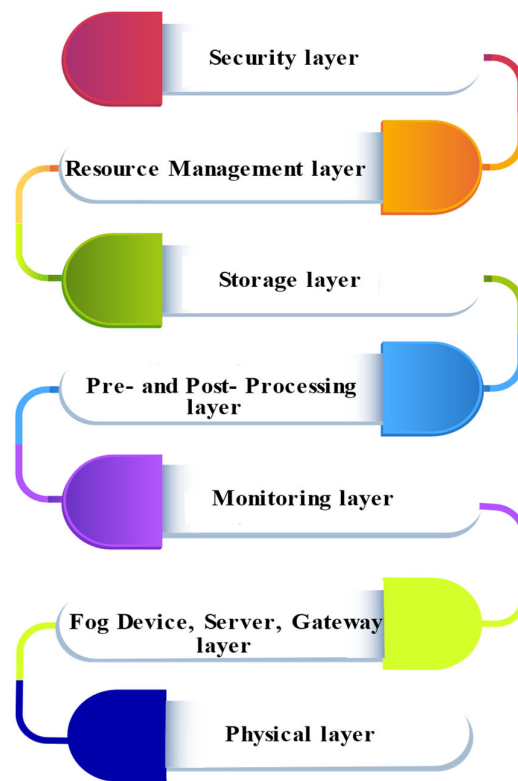 Security layer
Resource Management layer
Storage layer
Pre- and Post- Processing
layer
Monitoring layer
Fog Device, Server, Gateway
layer
Physical layer